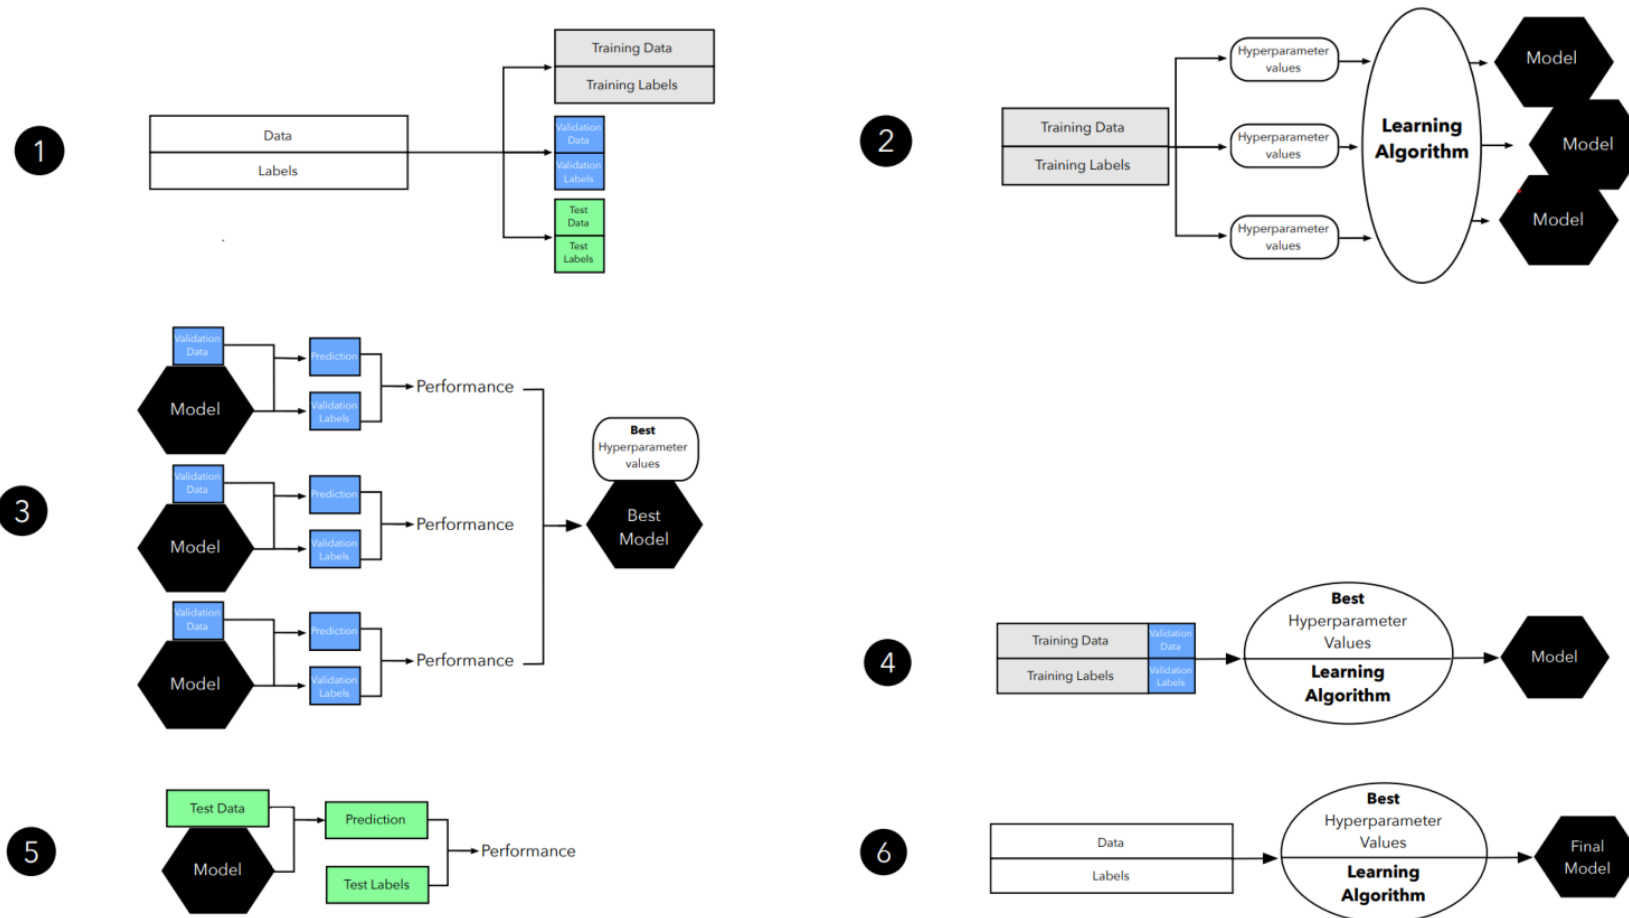 1
Data
Labels
Training Data
Training Labels
Validation
Data
Validation
Labels
Test
Data
Test
Labels
2
Training Data
Training Labels
Hyperparameter
values
Hyperparameter
values
Hyperparameter
values
Learning
Algorithm
Model
Model
Model
3
Validation
Data
Model
Prediction
Validation
Labels
Performance
Validation
Data
Model
Prediction
Validation
Labels
Performance
Validation
Data
Model
Prediction
Validation
Labels
Performance
Best
Hyperparameter
values
Best
Model
4
Training Data
Training Labels
Validation
Data
Validation
Labels
Best
Hyperparameter
Values
Learning
Algorithm
Model
5
Test Data
Model
Prediction
Test Labels
Performance
6
Data
Labels
Best
Hyperparameter
Values
Learning
Algorithm
Final
Model